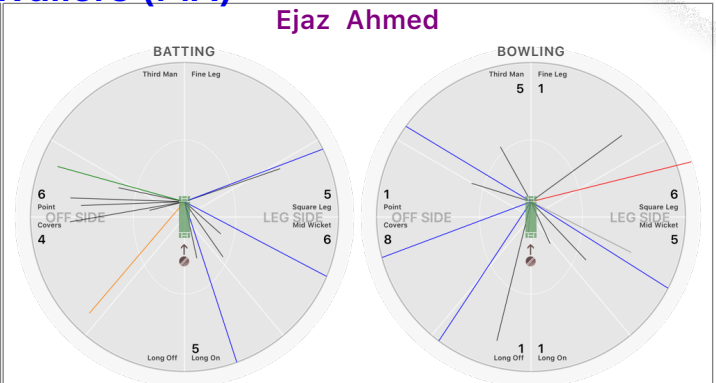 Ejaz Ahmed
BATTING
Third Man Fine Leg
6
Point
OFF SIDE
Covers
4
5
Square Leg
LEG SIDE
Mid Wicket
6
5
Long Off Long On
BOWLING
Third Man Fine Leg
5 1
1
Point
OFF SIDE
Covers
8
6
Square Leg
LEG SIDE
Mid Wicket
5
1 1
Long Off Long On